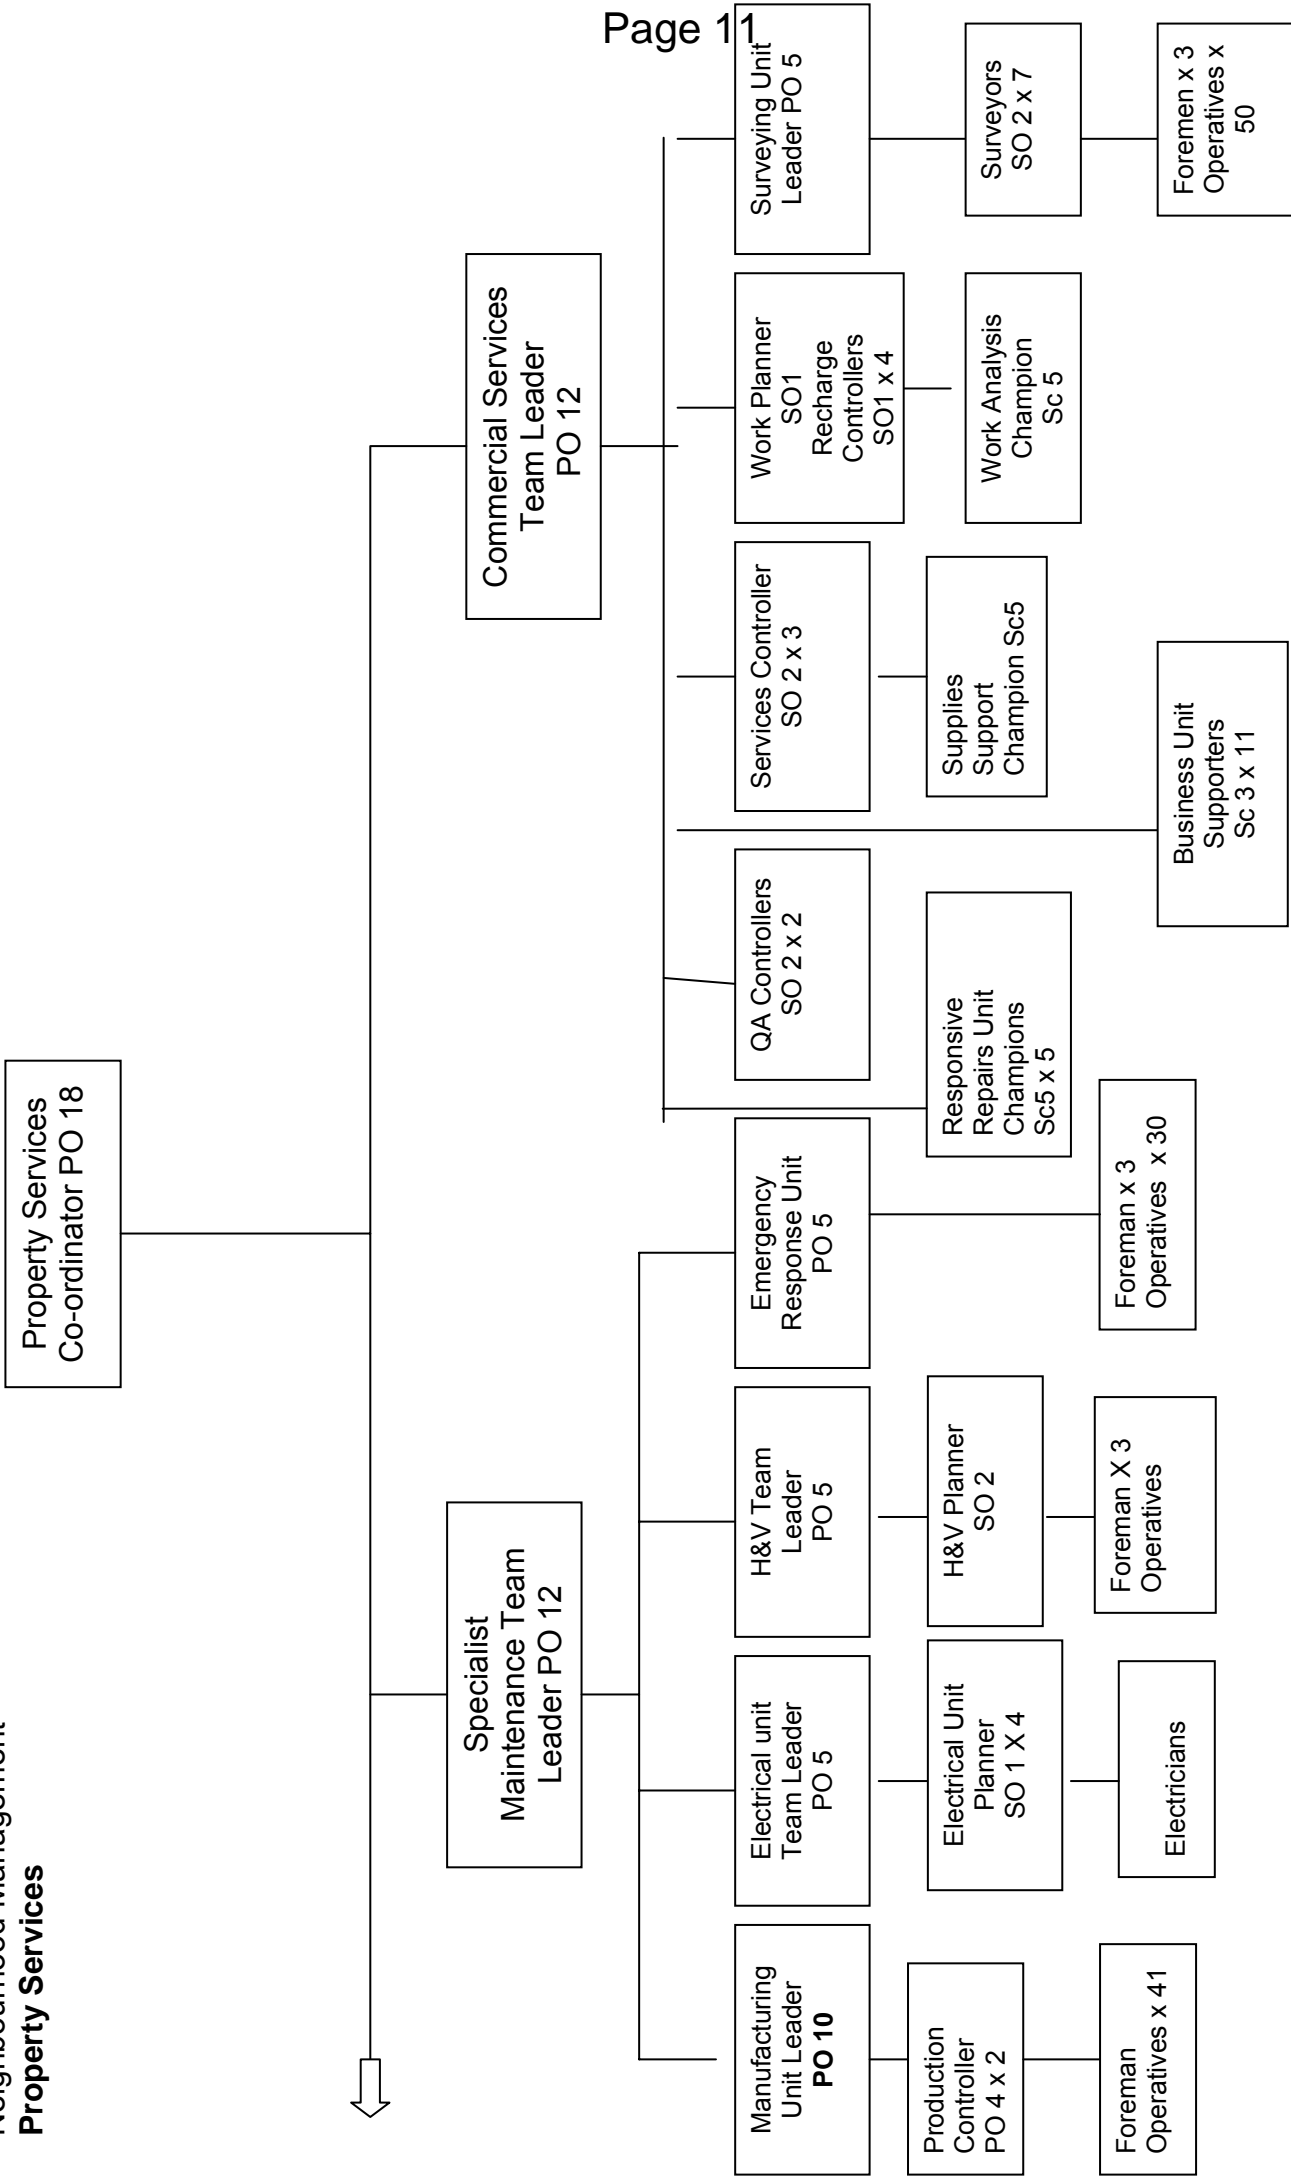 Page 11
Neighbourhood Management
Property Services
Property Services
Co-ordinator PO 18
Specialist
Maintenance Team
Leader PO 12
Commercial Services
Team Leader
PO 12
Manufacturing
Unit Leader
PO 10
Electrical unit
Team Leader
PO 5
H&V Team
Leader
PO 5
Emergency
Response Unit
PO 5
QA Controllers
SO 2 x 2
Services Controller
SO 2 x 3
Work Planner
SO1
Recharge
Controllers
SO1 x 4
Surveying Unit
Leader PO 5
Production
Controller
PO 4 x 2
Electrical Unit
Planner
SO 1 X 4
H&V Planner
SO 2
Responsive
Repairs Unit
Champions
Sc5 x 5
Supplies
Support
Champion Sc5
Work Analysis
Champion
Sc 5
Surveyors
SO 2 x 7
Foreman
Operatives x 41
Electricians
Foreman X 3
Operatives
Foreman x 3
Operatives x 30
Business Unit
Supporters
Sc 3 x 11
Foremen x 3
Operatives x
50